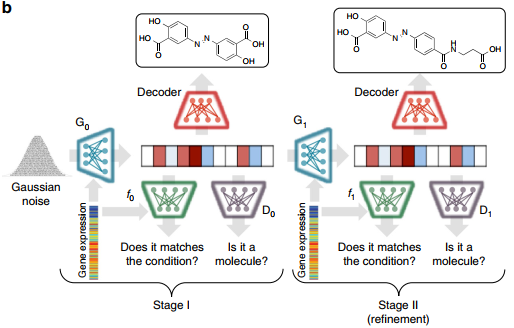 b
OH
HO
O
N
N
O
OH
OH
OH
HO
O
N
N
O
H
N
O
OH
O
Decoder
Decoder
G0
G1
Gaussian
noise
Gene expression
f0
D0
Gene expression
f1
D1
Does it matches
the condition?
Is it a
molecule?
Does it matches
the condition?
Is it a
molecule?
Stage I
Stage II
(refinement)